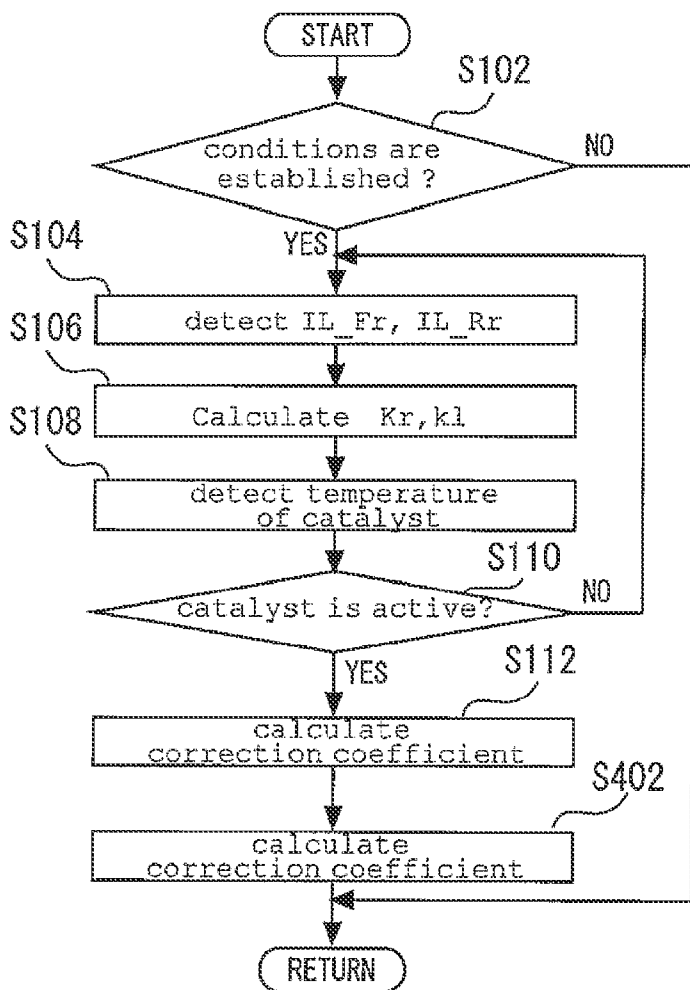 START
S102
conditions are
established ?
NO
YES
S104
detect IL_Fr, IL_Rr
S106
Calculate Kr,kl
S108
detect temperature
of catalyst
S110
catalyst is active?
NO
YES
S112
calculate
correction coefficient
S402
calculate
correction coefficient
RETURN